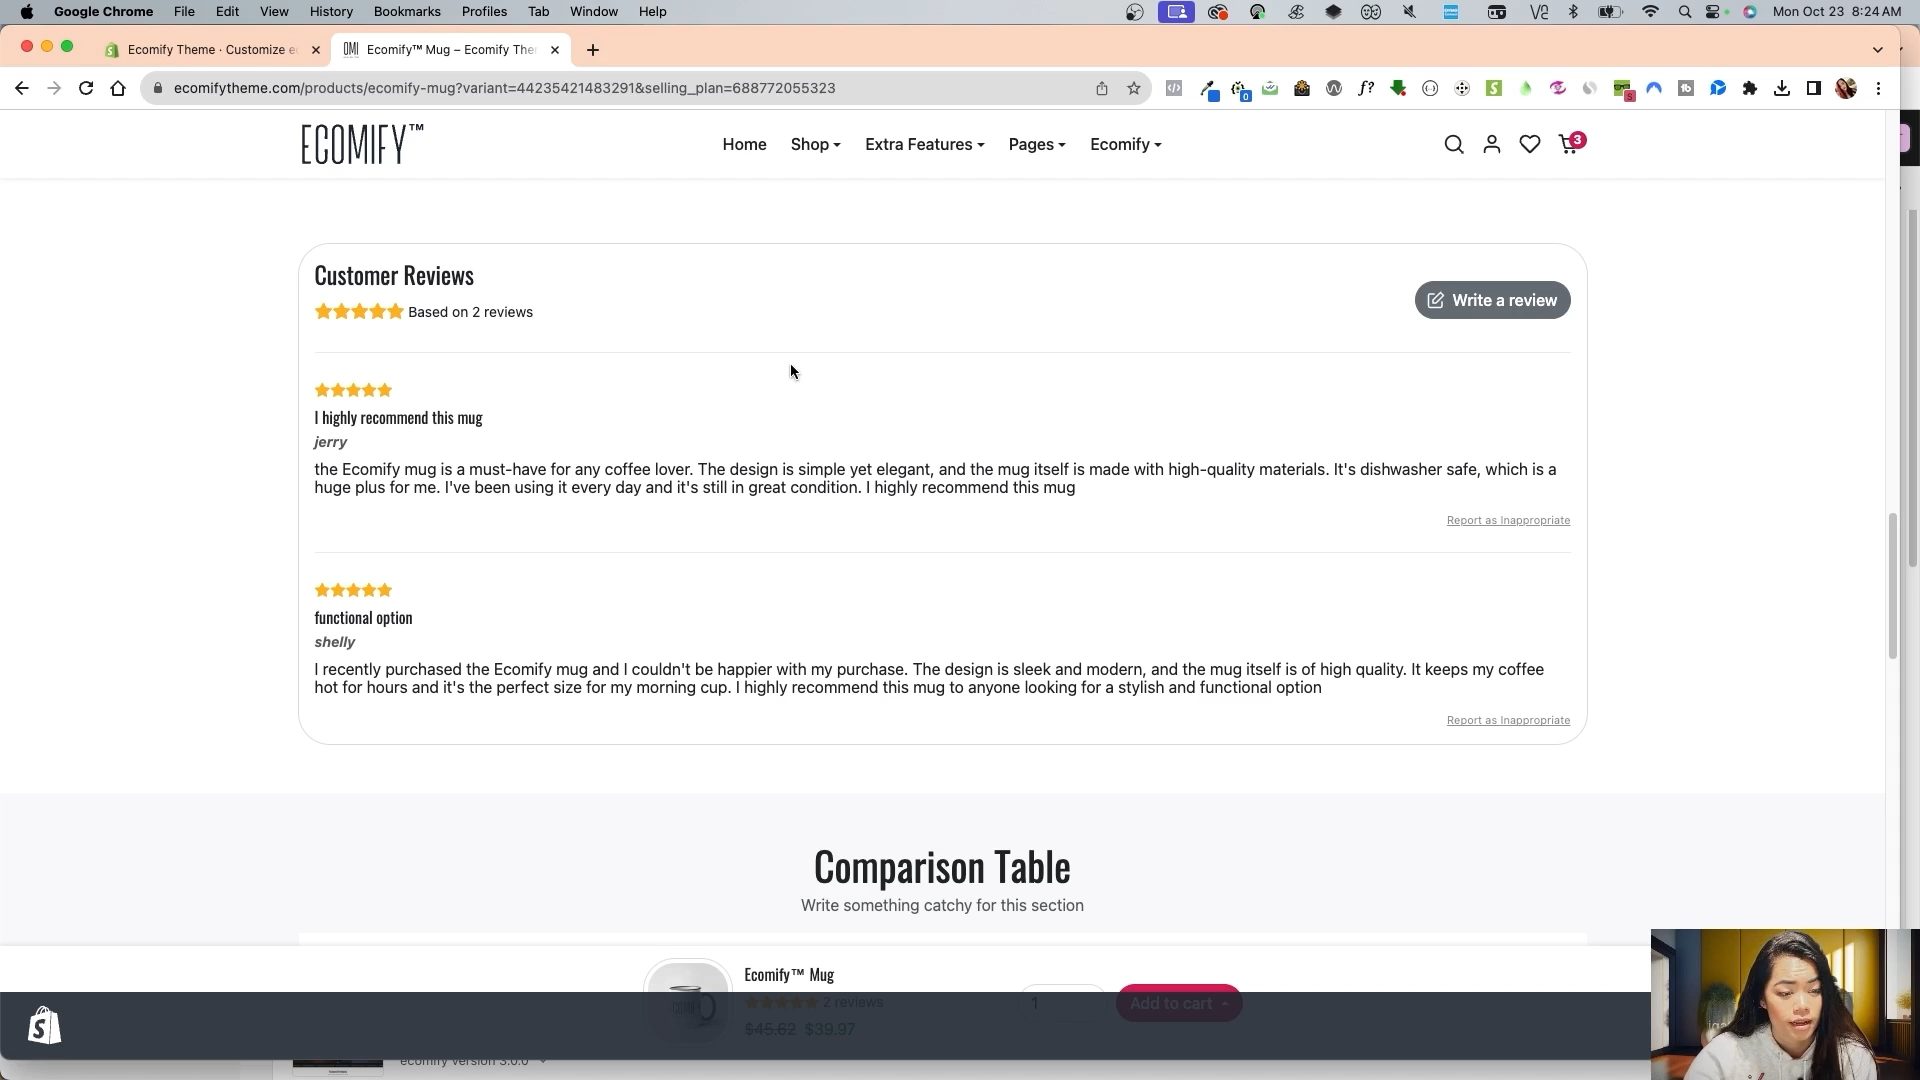 Google Chrome File Edit View History Bookmarks Profiles Tab Window Help Mon Oct 23 8:24 AM
Ecomify Theme · Customize e
Ecomify™ Mug – Ecomify The
ecomifytheme.com/products/ecomify-mug?variant=44235421483291&selling_plan=688772055323
ECOMIFY™
Home Shop Extra Features Pages Ecomify
3
Customer Reviews
Based on 2 reviews
Write a review
I highly recommend this mug
jerry
the Ecomify mug is a must-have for any coffee lover. The design is simple yet elegant, and the mug itself is made with high-quality materials. It's dishwasher safe, which is a
huge plus for me. I've been using it every day and it's still in great condition. I highly recommend this mug
Report as Inappropriate
functional option
shelly
I recently purchased the Ecomify mug and I couldn't be happier with my purchase. The design is sleek and modern, and the mug itself is of high quality. It keeps my coffee
hot for hours and it's the perfect size for my morning cup. I highly recommend this mug to anyone looking for a stylish and functional option
Report as Inappropriate
Comparison Table
Write something catchy for this section
Ecomify™ Mug
2 reviews
$45.62 $39.97
1
Add to cart
ecomify version 3.0.0